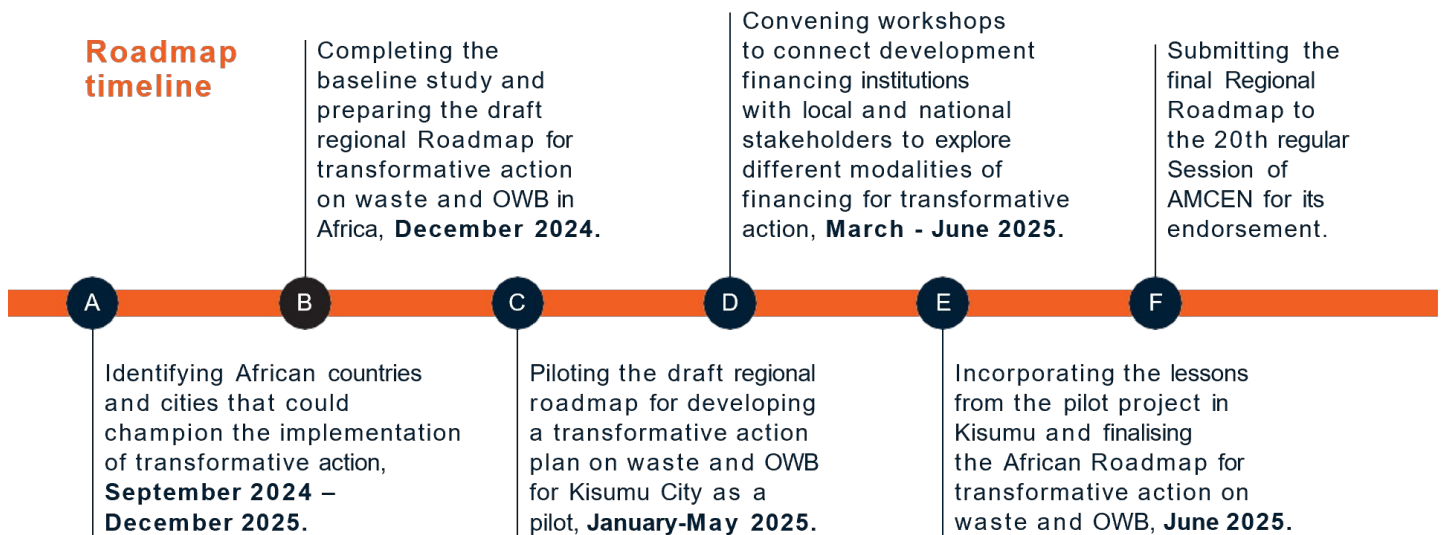 Roadmap
timeline
A
Identifying African countries
and cities that could
champion the implementation
of transformative action,
September 2024 –
December 2025.
B
Completing the
baseline study and
preparing the draft
regional Roadmap for
transformative action
on waste and OWB in
Africa, December 2024.
C
Piloting the draft regional
roadmap for developing
a transformative action
plan on waste and OWB
for Kisumu City as a
pilot, January-May 2025.
D
Convening workshops
to connect development
financing institutions
with local and national
stakeholders to explore
different modalities of
financing for transformative
action, March - June 2025.
E
Incorporating the lessons
from the pilot project in
Kisumu and finalising
the African Roadmap for
transformative action on
waste and OWB, June 2025.
F
Submitting the
final Regional
Roadmap to
the 20th regular
Session of
AMCEN for its
endorsement.